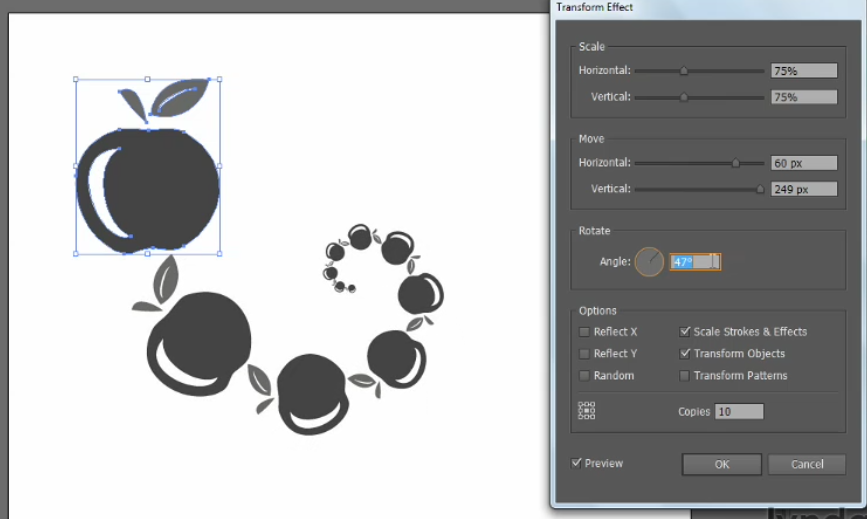 Transform Effect
Scale
Horizontal: 75%
Vertical: 75%
Move
Horizontal: 60 px
Vertical: 249 px
Rotate
Angle: 47°
Options
Reflect X Scale Strokes & Effects
Reflect Y Transform Objects
Random Transform Patterns
Copies 10
Preview OK Cancel